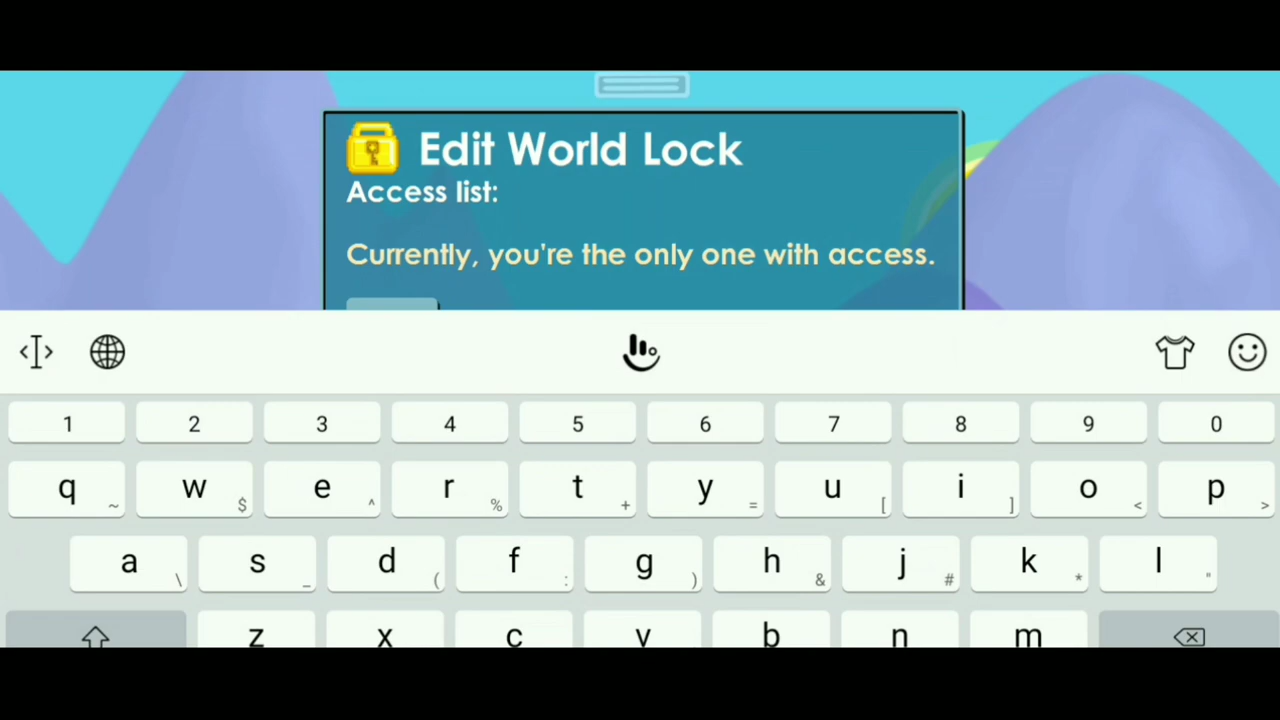 Edit World Lock
Access list:
Currently, you're the only one with access.
1 2 3 4 5 6 7 8 9 0
q ~ w $ e ^ r % t + y = u [ i ] o < p >
a \ s _ d ( f : g ) h & j # k * l "
z x c v b n m